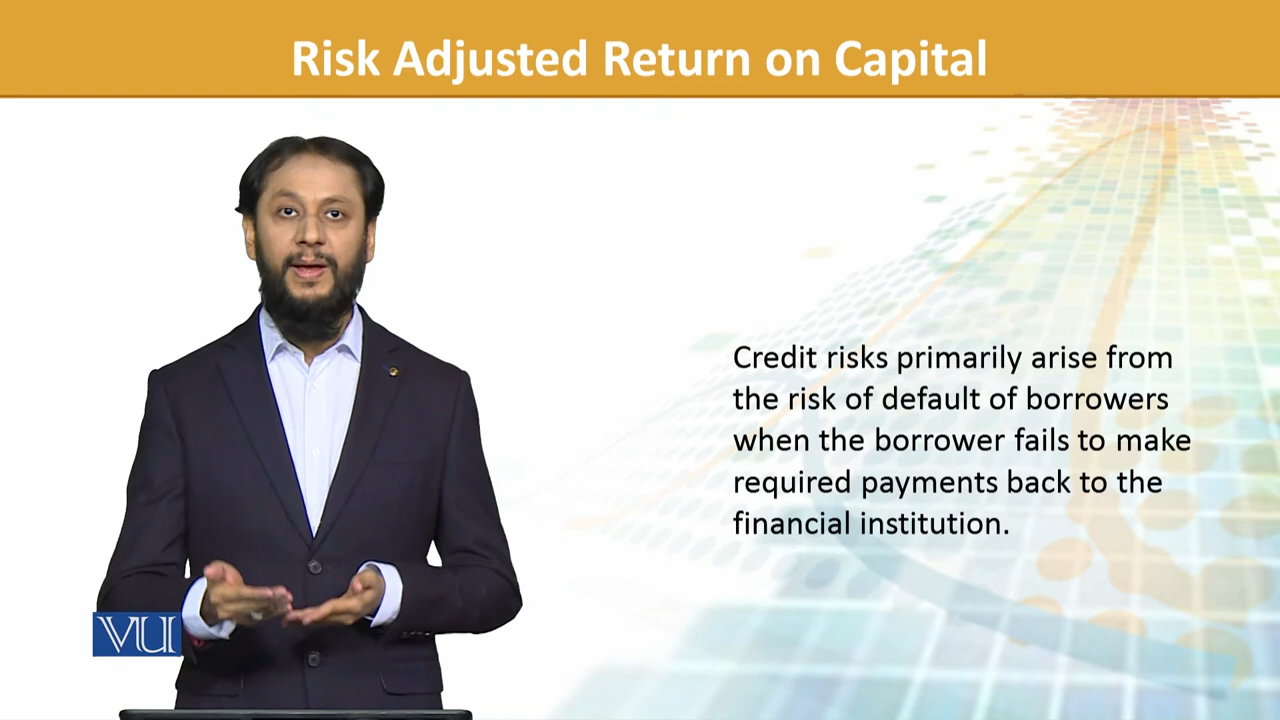 Risk Adjusted Return on Capital
Credit risks primarily arise from
the risk of default of borrowers
when the borrower fails to make
required payments back to the
financial institution.
VU